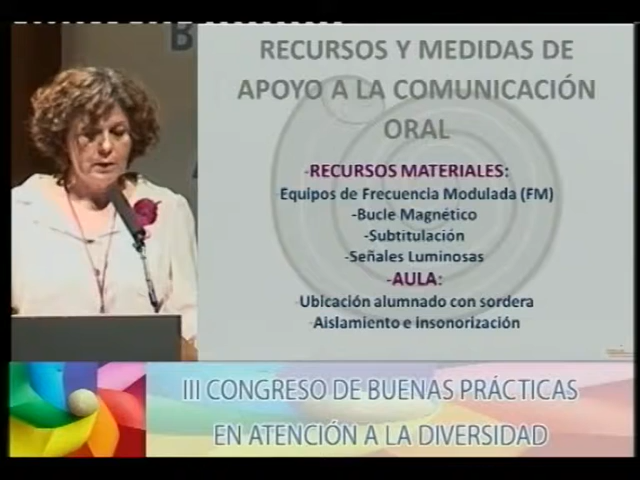 RECURSOS Y MEDIDAS DE
APOYO A LA COMUNICACIÓN
ORAL
-RECURSOS MATERIALES:
-Equipos de Frecuencia Modulada (FM)
-Bucle Magnético
-Subtitulación
-Señales Luminosas
-AULA:
-Ubicación alumnado con sordera
-Aislamiento e insonorización
III CONGRESO DE BUENAS PRÁCTICAS
EN ATENCIÓN A LA DIVERSIDAD